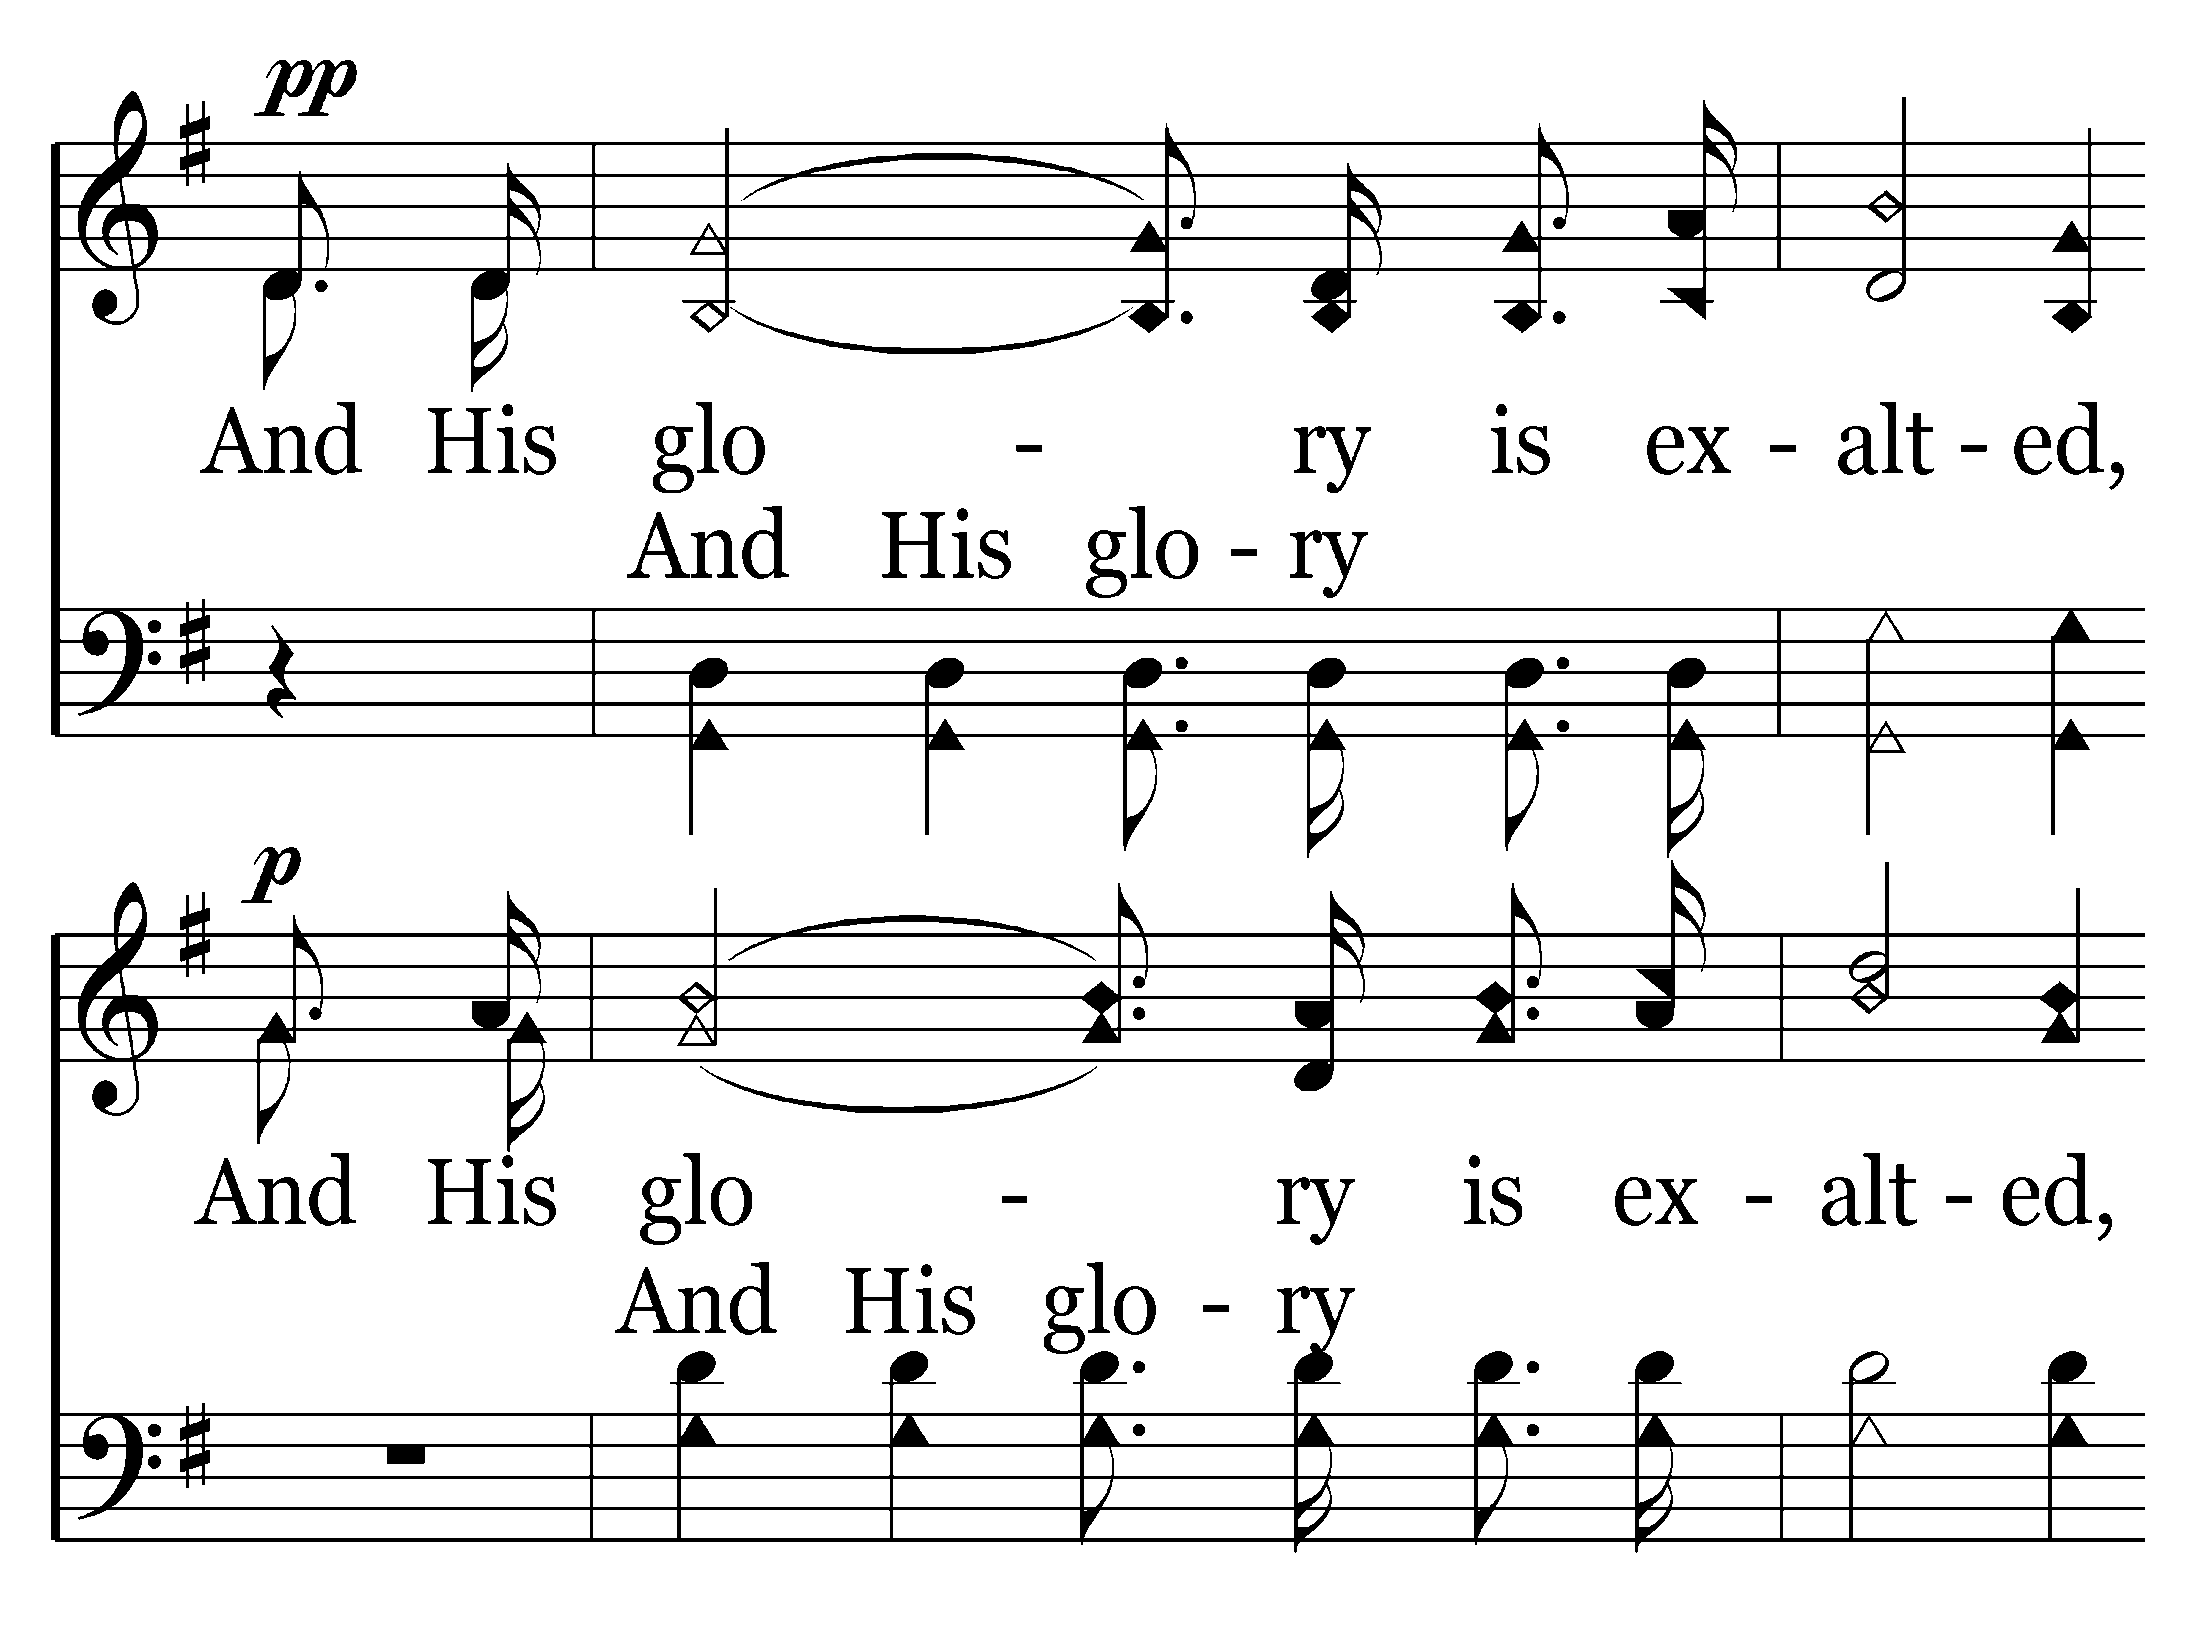 pp
And His glo - ry is ex - alt - ed,
And His glo - ry
p
And His glo - ry is ex - alt - ed,
And His glo - ry